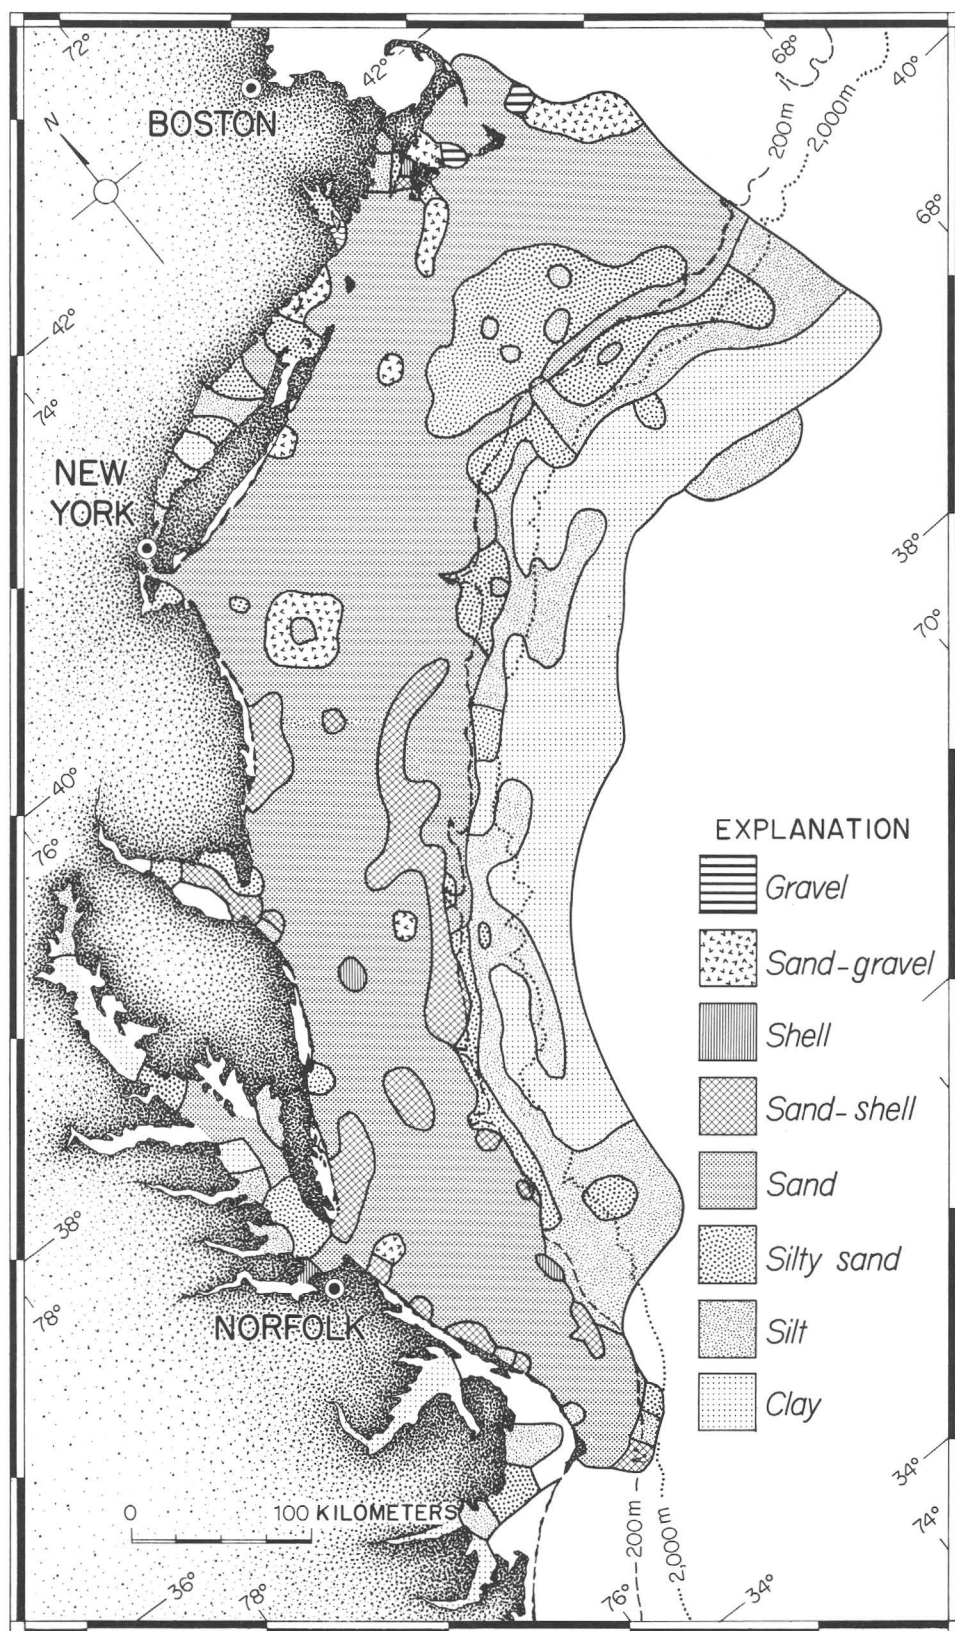 72°
42°
68°
40°
200m
2,000m
N
BOSTON
68°
42°
74°
NEW
YORK
38°
70°
40°
76°
EXPLANATION
Gravel
Sand-gravel
Shell
Sand-shell
Sand
Silty sand
Silt
Clay
38°
78°
NORFOLK
34°
74°
0 100 KILOMETERS
200m
2,000m
36°
78°
76°
34°